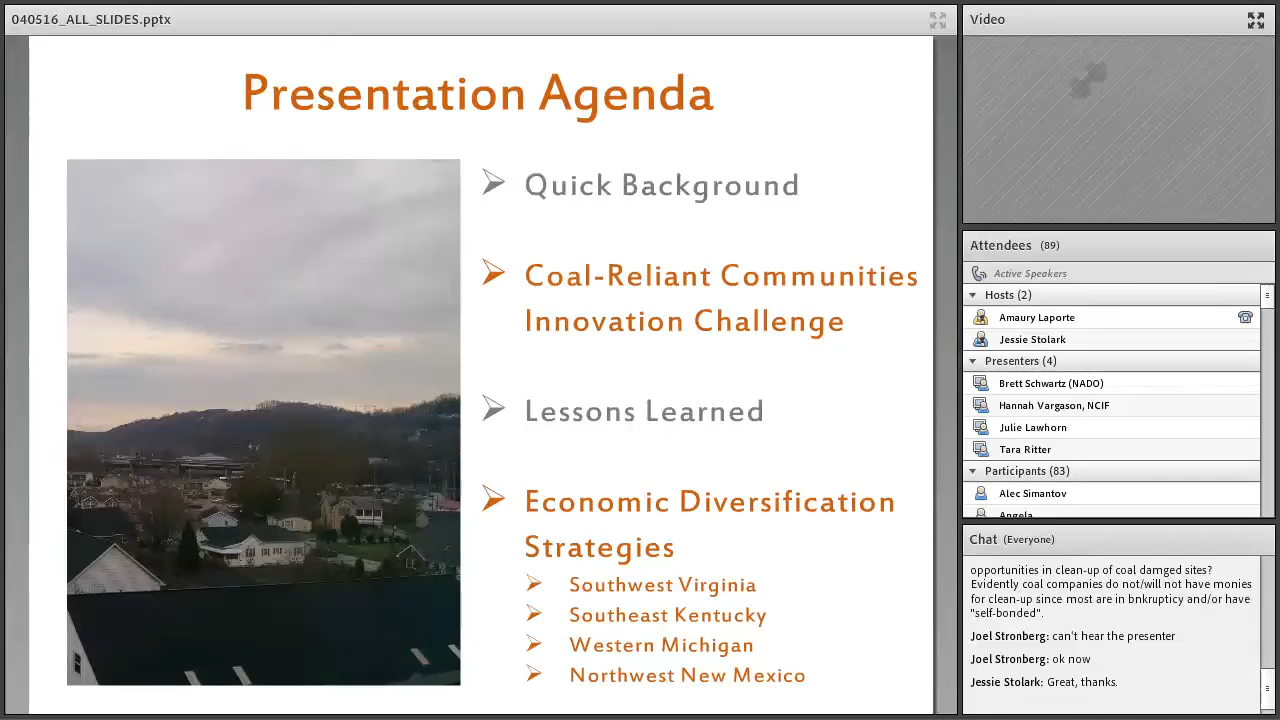 040516_ALL_SLIDES.pptx
Presentation Agenda
Quick Background
Coal-Reliant Communities
Innovation Challenge
Lessons Learned
Economic Diversification
Strategies
Southwest Virginia
Southeast Kentucky
Western Michigan
Northwest New Mexico
Video
Attendees (89)
Active Speakers
Hosts (2)
Amaury Laporte
Jessie Stolark
Presenters (4)
Brett Schwartz (NADO)
Hannah Vargason, NCIF
Julie Lawhorn
Tara Ritter
Participants (83)
Alec Simantov
Angela
Chat (Everyone)
opportunities in clean-up of coal damged sites?
Evidently coal companies do not/will not have monies
for clean-up since most are in bnkruptcy and/or have
"self-bonded".
Joel Stronberg: can't hear the presenter
Joel Stronberg: ok now
Jessie Stolark: Great, thanks.